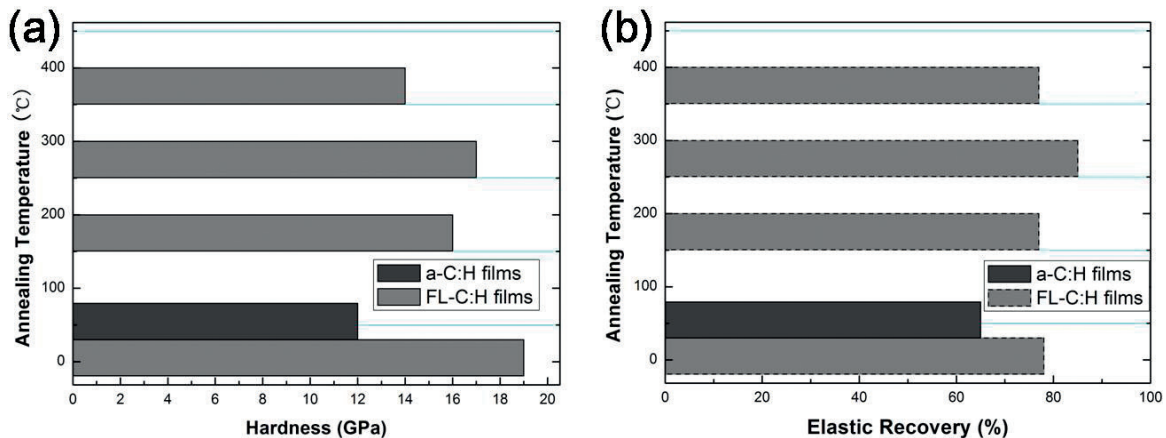 (a)
Annealing Temperature (℃)
400
300
200
100
0
a-C:H films
FL-C:H films
0 2 4 6 8 10 12 14 16 18 20
Hardness (GPa)
(b)
Annealing Temperature (℃)
400
300
200
100
0
a-C:H films
FL-C:H films
0 20 40 60 80 100
Elastic Recovery (%)